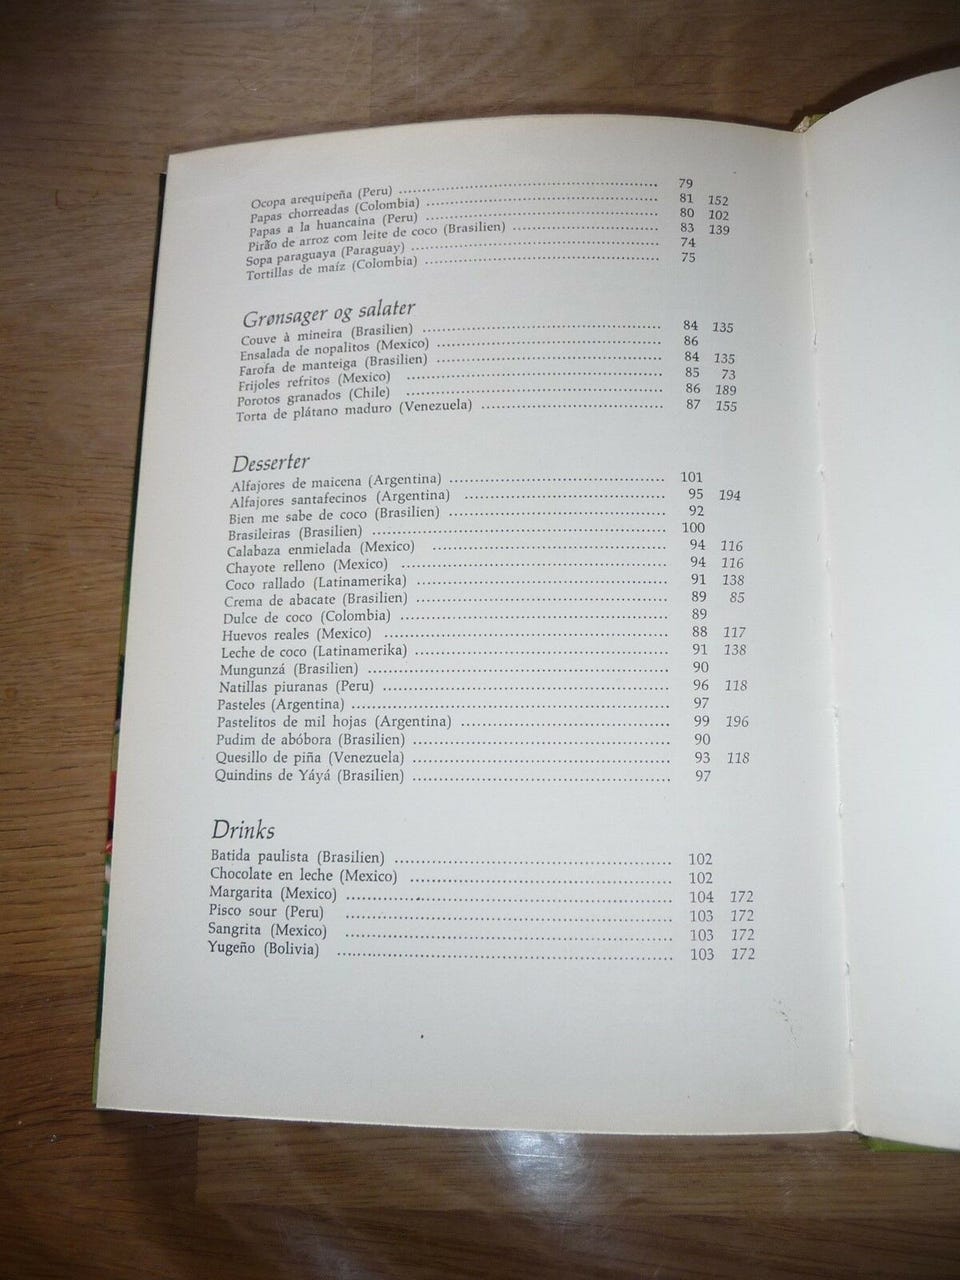 Ocopa arequipeña (Peru) ........ 79
Papas chorreadas (Colombia) ........ 81 152
Papas a la huancaina (Peru) ........ 80 102
Pirão de arroz com leite de coco (Brasilien) ........ 83 139
Sopa paraguaya (Paraguay) ........ 74
Tortillas de maíz (Colombia) ........ 75
Grønsager og salater
Couve à mineira (Brasilien) ........ 84 135
Ensalada de nopalitos (Mexico) ........ 86
Farofa de manteiga (Brasilien) ........ 84 135
Frijoles refritos (Mexico) ........ 85 73
Porotos granados (Chile) ........ 86 189
Torta de plátano maduro (Venezuela) ........ 87 155
Desserter
Alfajores de maicena (Argentina) ........ 101
Alfajores santafecinos (Argentina) ........ 95 194
Bien me sabe de coco (Brasilien) ........ 92
Brasileiras (Brasilien) ........ 100
Calabaza enmielada (Mexico) ........ 94 116
Chayote relleno (Mexico) ........ 94 116
Coco rallado (Latinamerika) ........ 91 138
Crema de abacate (Brasilien) ........ 89 85
Dulce de coco (Colombia) ........ 89
Huevos reales (Mexico) ........ 88 117
Leche de coco (Latinamerika) ........ 91 138
Mungunzá (Brasilien) ........ 90
Natillas piuranas (Peru) ........ 96 118
Pasteles (Argentina) ........ 97
Pastelitos de mil hojas (Argentina) ........ 99 196
Pudim de abóbora (Brasilien) ........ 90
Quesillo de piña (Venezuela) ........ 93 118
Quindins de Yáyá (Brasilien) ........ 97
Drinks
Batida paulista (Brasilien) ........ 102
Chocolate en leche (Mexico) ........ 102
Margarita (Mexico) ........ 104 172
Pisco sour (Peru) ........ 103 172
Sangrita (Mexico) ........ 103 172
Yugeño (Bolivia) ........ 103 172